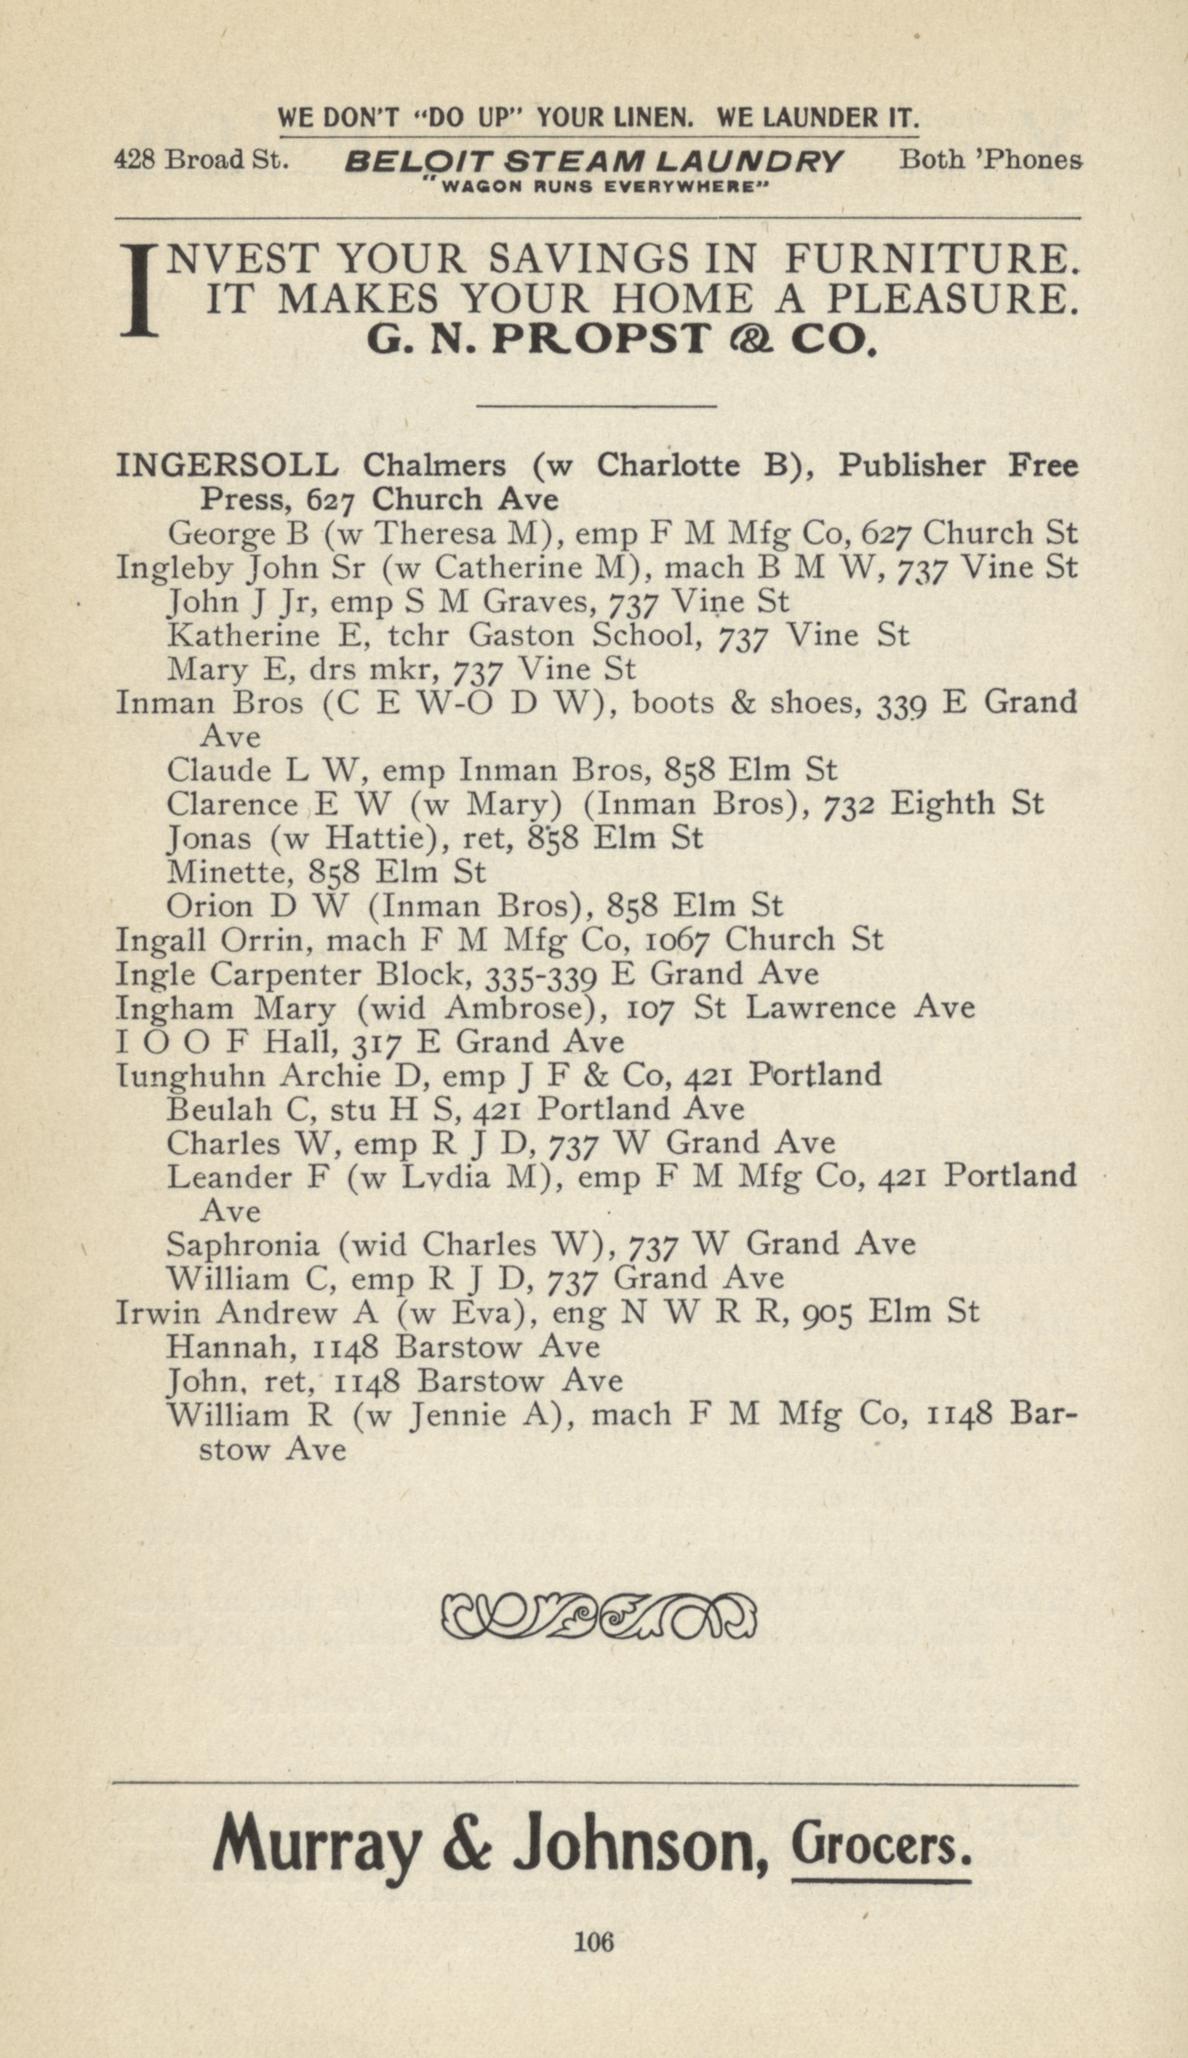 WE DON'T "DO UP" YOUR LINEN. WE LAUNDER IT.
428 Broad St. BELOIT STEAM LAUNDRY Both 'Phones
"WAGON RUNS EVERYWHERE"
INVEST YOUR SAVINGS IN FURNITURE.
IT MAKES YOUR HOME A PLEASURE.
G. N. PROPST & CO.
INGERSOLL Chalmers (w Charlotte B), Publisher Free
Press, 627 Church Ave
George B (w Theresa M), emp F M Mfg Co, 627 Church St
Ingleby John Sr (w Catherine M), mach B M W, 737 Vine St
John J Jr, emp S M Graves, 737 Vine St
Katherine E, tchr Gaston School, 737 Vine St
Mary E, drs mkr, 737 Vine St
Inman Bros (C E W-O D W), boots & shoes, 339 E Grand
Ave
Claude L W, emp Inman Bros, 858 Elm St
Clarence E W (w Mary) (Inman Bros), 732 Eighth St
Jonas (w Hattie), ret, 858 Elm St
Minette, 858 Elm St
Orion D W (Inman Bros), 858 Elm St
Ingall Orrin, mach F M Mfg Co, 1067 Church St
Ingle Carpenter Block, 335-339 E Grand Ave
Ingham Mary (wid Ambrose), 107 St Lawrence Ave
I O O F Hall, 317 E Grand Ave
Iunghuhn Archie D, emp J F & Co, 421 Portland
Beulah C, stu H S, 421 Portland Ave
Charles W, emp R J D, 737 W Grand Ave
Leander F (w Lydia M), emp F M Mfg Co, 421 Portland
Ave
Saphronia (wid Charles W), 737 W Grand Ave
William C, emp R J D, 737 Grand Ave
Irwin Andrew A (w Eva), eng N W R R, 905 Elm St
Hannah, 1148 Barstow Ave
John, ret, 1148 Barstow Ave
William R (w Jennie A), mach F M Mfg Co, 1148 Bar-
stow Ave
Murray & Johnson, Grocers.
106